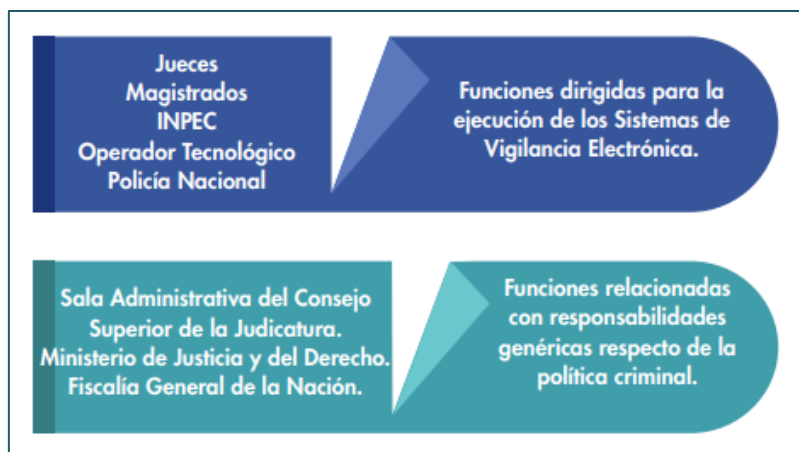 Jueces
Magistrados
INPEC
Operador Tecnológico
Policía Nacional
Funciones dirigidas para la
ejecución de los Sistemas de
Vigilancia Electrónica.
Sala Administrativa del Consejo
Superior de la Judicatura.
Ministerio de Justicia y del Derecho.
Fiscalía General de la Nación.
Funciones relacionadas
con responsabilidades
genéricas respecto de la
política criminal.